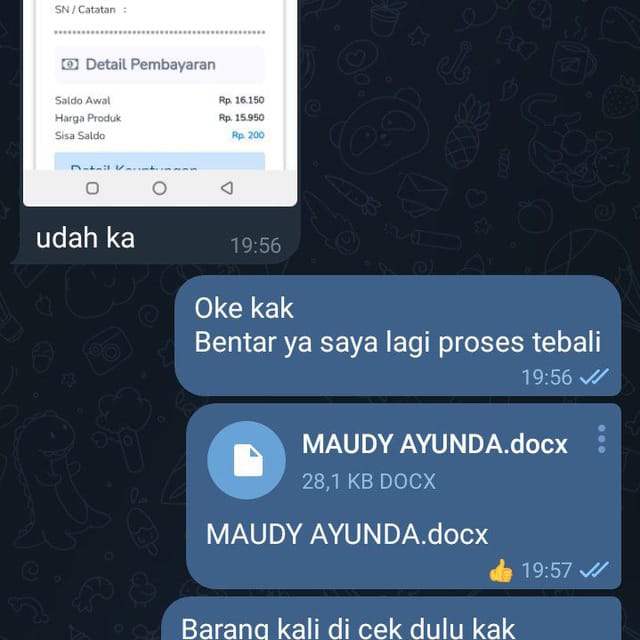 SN / Catatan :
Detail Pembayaran
Saldo Awal Rp. 16.150
Harga Produk Rp. 15.950
Sisa Saldo Rp. 200
Detail Keuntungan
udah ka 19:56
Oke kak
Bentar ya saya lagi proses tebali
19:56
MAUDY AYUNDA.docx
28,1 KB DOCX
MAUDY AYUNDA.docx
👍 19:57
Barang kali di cek dulu kak